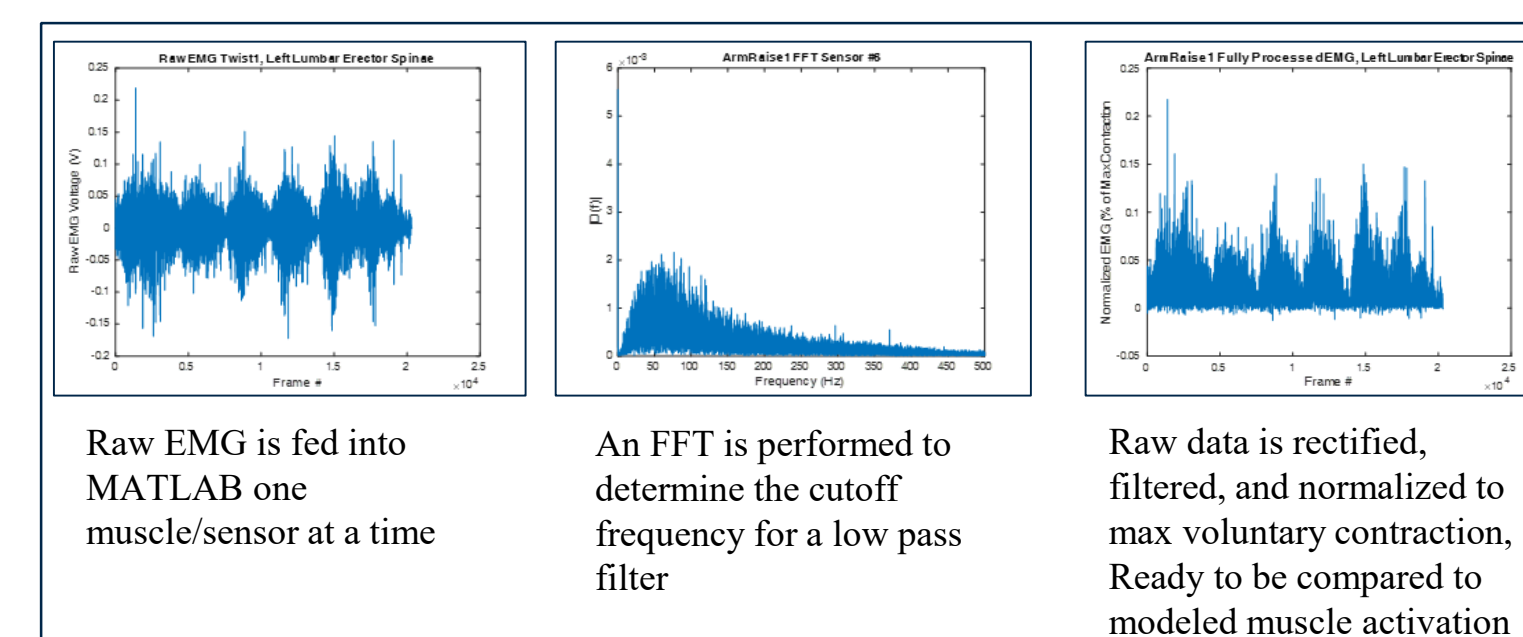 Raw EMG Twist1, Left Lumbar Erector Spinae
0.25
0.2
0.15
0.1
0.05
0
-0.05
-0.1
-0.15
-0.2
Raw EMG Voltage (V)
0 0.5 1 1.5 2 2.5
Frame #
×10⁴
ArmRaise1 FFT Sensor #6
×10⁻³
6
5
4
3
2
1
0
0 50 100 150 200 250 300 350 400 450 500
Frequency (Hz)
ArmRaise1 Fully Processed EMG, Left Lumbar Erector Spinae
0.25
0.2
0.15
0.1
0.05
0
-0.05
Normalized EMG (% of Max Contraction
0 0.5 1 1.5 2 2.5
Frame #
×10⁴
Raw EMG is fed into
MATLAB one
muscle/sensor at a time
An FFT is performed to
determine the cutoff
frequency for a low pass
filter
Raw data is rectified,
filtered, and normalized to
max voluntary contraction,
Ready to be compared to
modeled muscle activation